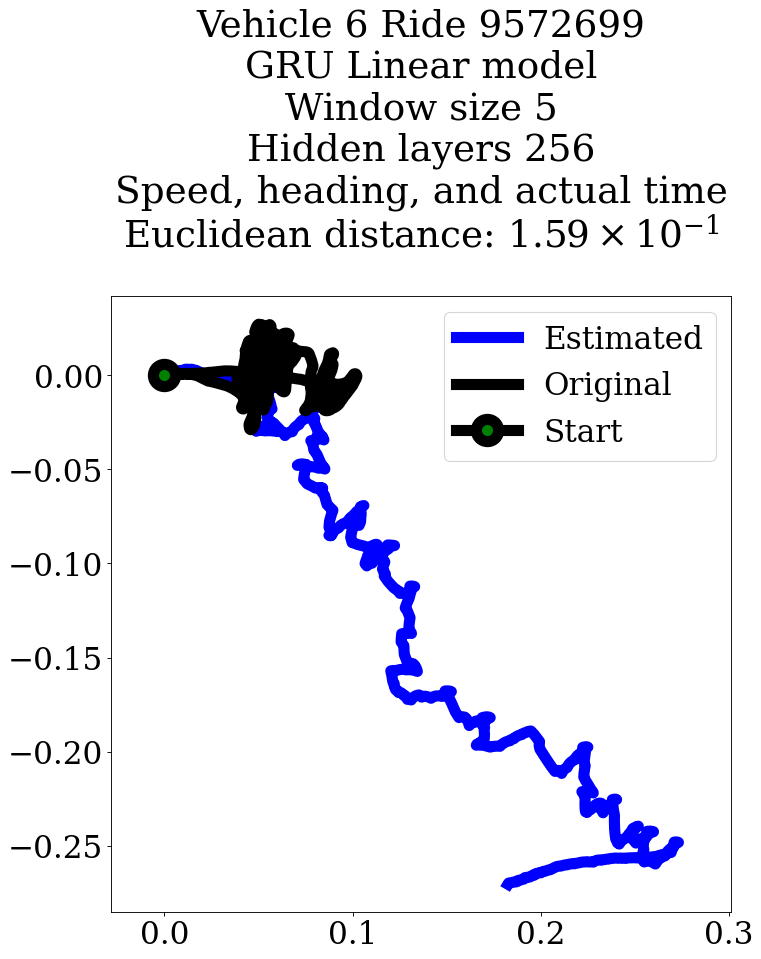 Vehicle 6 Ride 9572699
GRU Linear model
Window size 5
Hidden layers 256
Speed, heading, and actual time
Euclidean distance: 1.59 × 10⁻¹
Estimated
Original
Start
0.00
−0.05
−0.10
−0.15
−0.20
−0.25
0.0 0.1 0.2 0.3